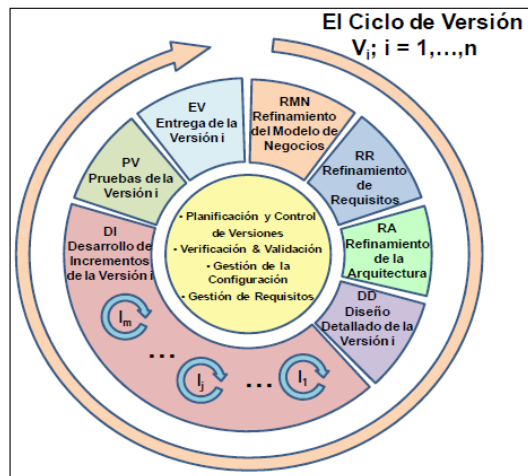 El Ciclo de Versión
Vi; i = 1,…,n
RMN
Refinamiento
del Modelo de
Negocios
RR
Refinamiento
de
Requisitos
RA
Refinamiento
de la
Arquitectura
DD
Diseño
Detallado de la
Versión i
I1
...
Ij
...
Im
DI
Desarrollo de
Incrementos
de la Versión i
PV
Pruebas de la
Versión i
EV
Entrega de la
Versión i
• Planificación y Control
de Versiones
• Verificación & Validación
• Gestión de la
Configuración
• Gestión de Requisitos